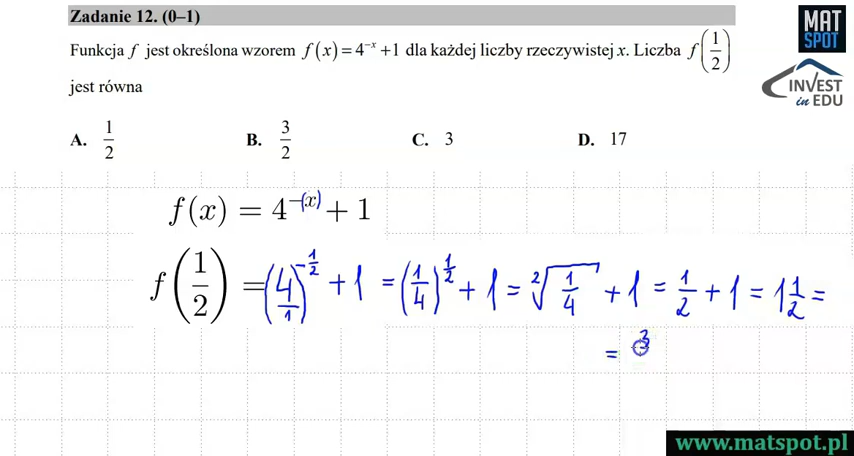 Zadanie 12. (0–1)
MAT
SPOT
Funkcja f jest określona wzorem f(x) = 4^{-x} + 1 dla każdej liczby rzeczywistej x. Liczba f(1/2)
jest równa
INVEST
in EDU
A. 1/2 B. 3/2 C. 3 D. 17
f(x) = 4^{-(x)} + 1
f(1/2) = (4/1)^{-1/2} + 1 = (1/4)^{1/2} + 1 = ²√(1/4) + 1 = 1/2 + 1 = 1 1/2 =
= 3
www.matspot.pl